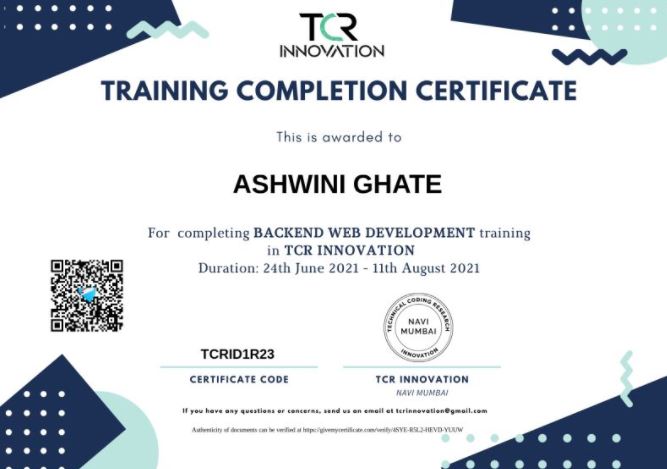 TCR
INNOVATION
TRAINING COMPLETION CERTIFICATE
This is awarded to
ASHWINI GHATE
For completing BACKEND WEB DEVELOPMENT training
in TCR INNOVATION
Duration: 24th June 2021 - 11th August 2021
TECHNICAL CODING RESEARCH
NAVI
MUMBAI
INNOVATION
TCRID1R23
CERTIFICATE CODE
TCR INNOVATION
NAVI MUMBAI
If you have any questions or concerns, send us an email at tcrinnovation@gmail.com
Authenticity of documents can be verified at https://givemycertificate.com/verify/4SYE-R5L2-HEVD-YUUW